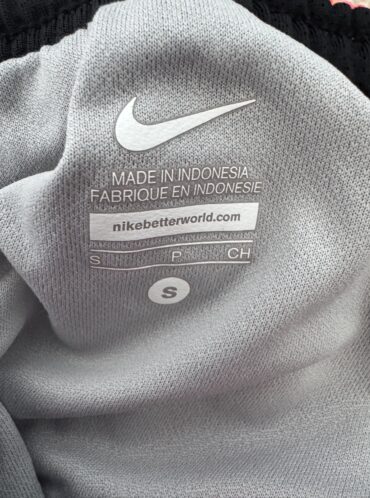 MADE IN INDONESIA
FABRIQUE EN INDONESIE
nikebetterworld.com
S P CH
S